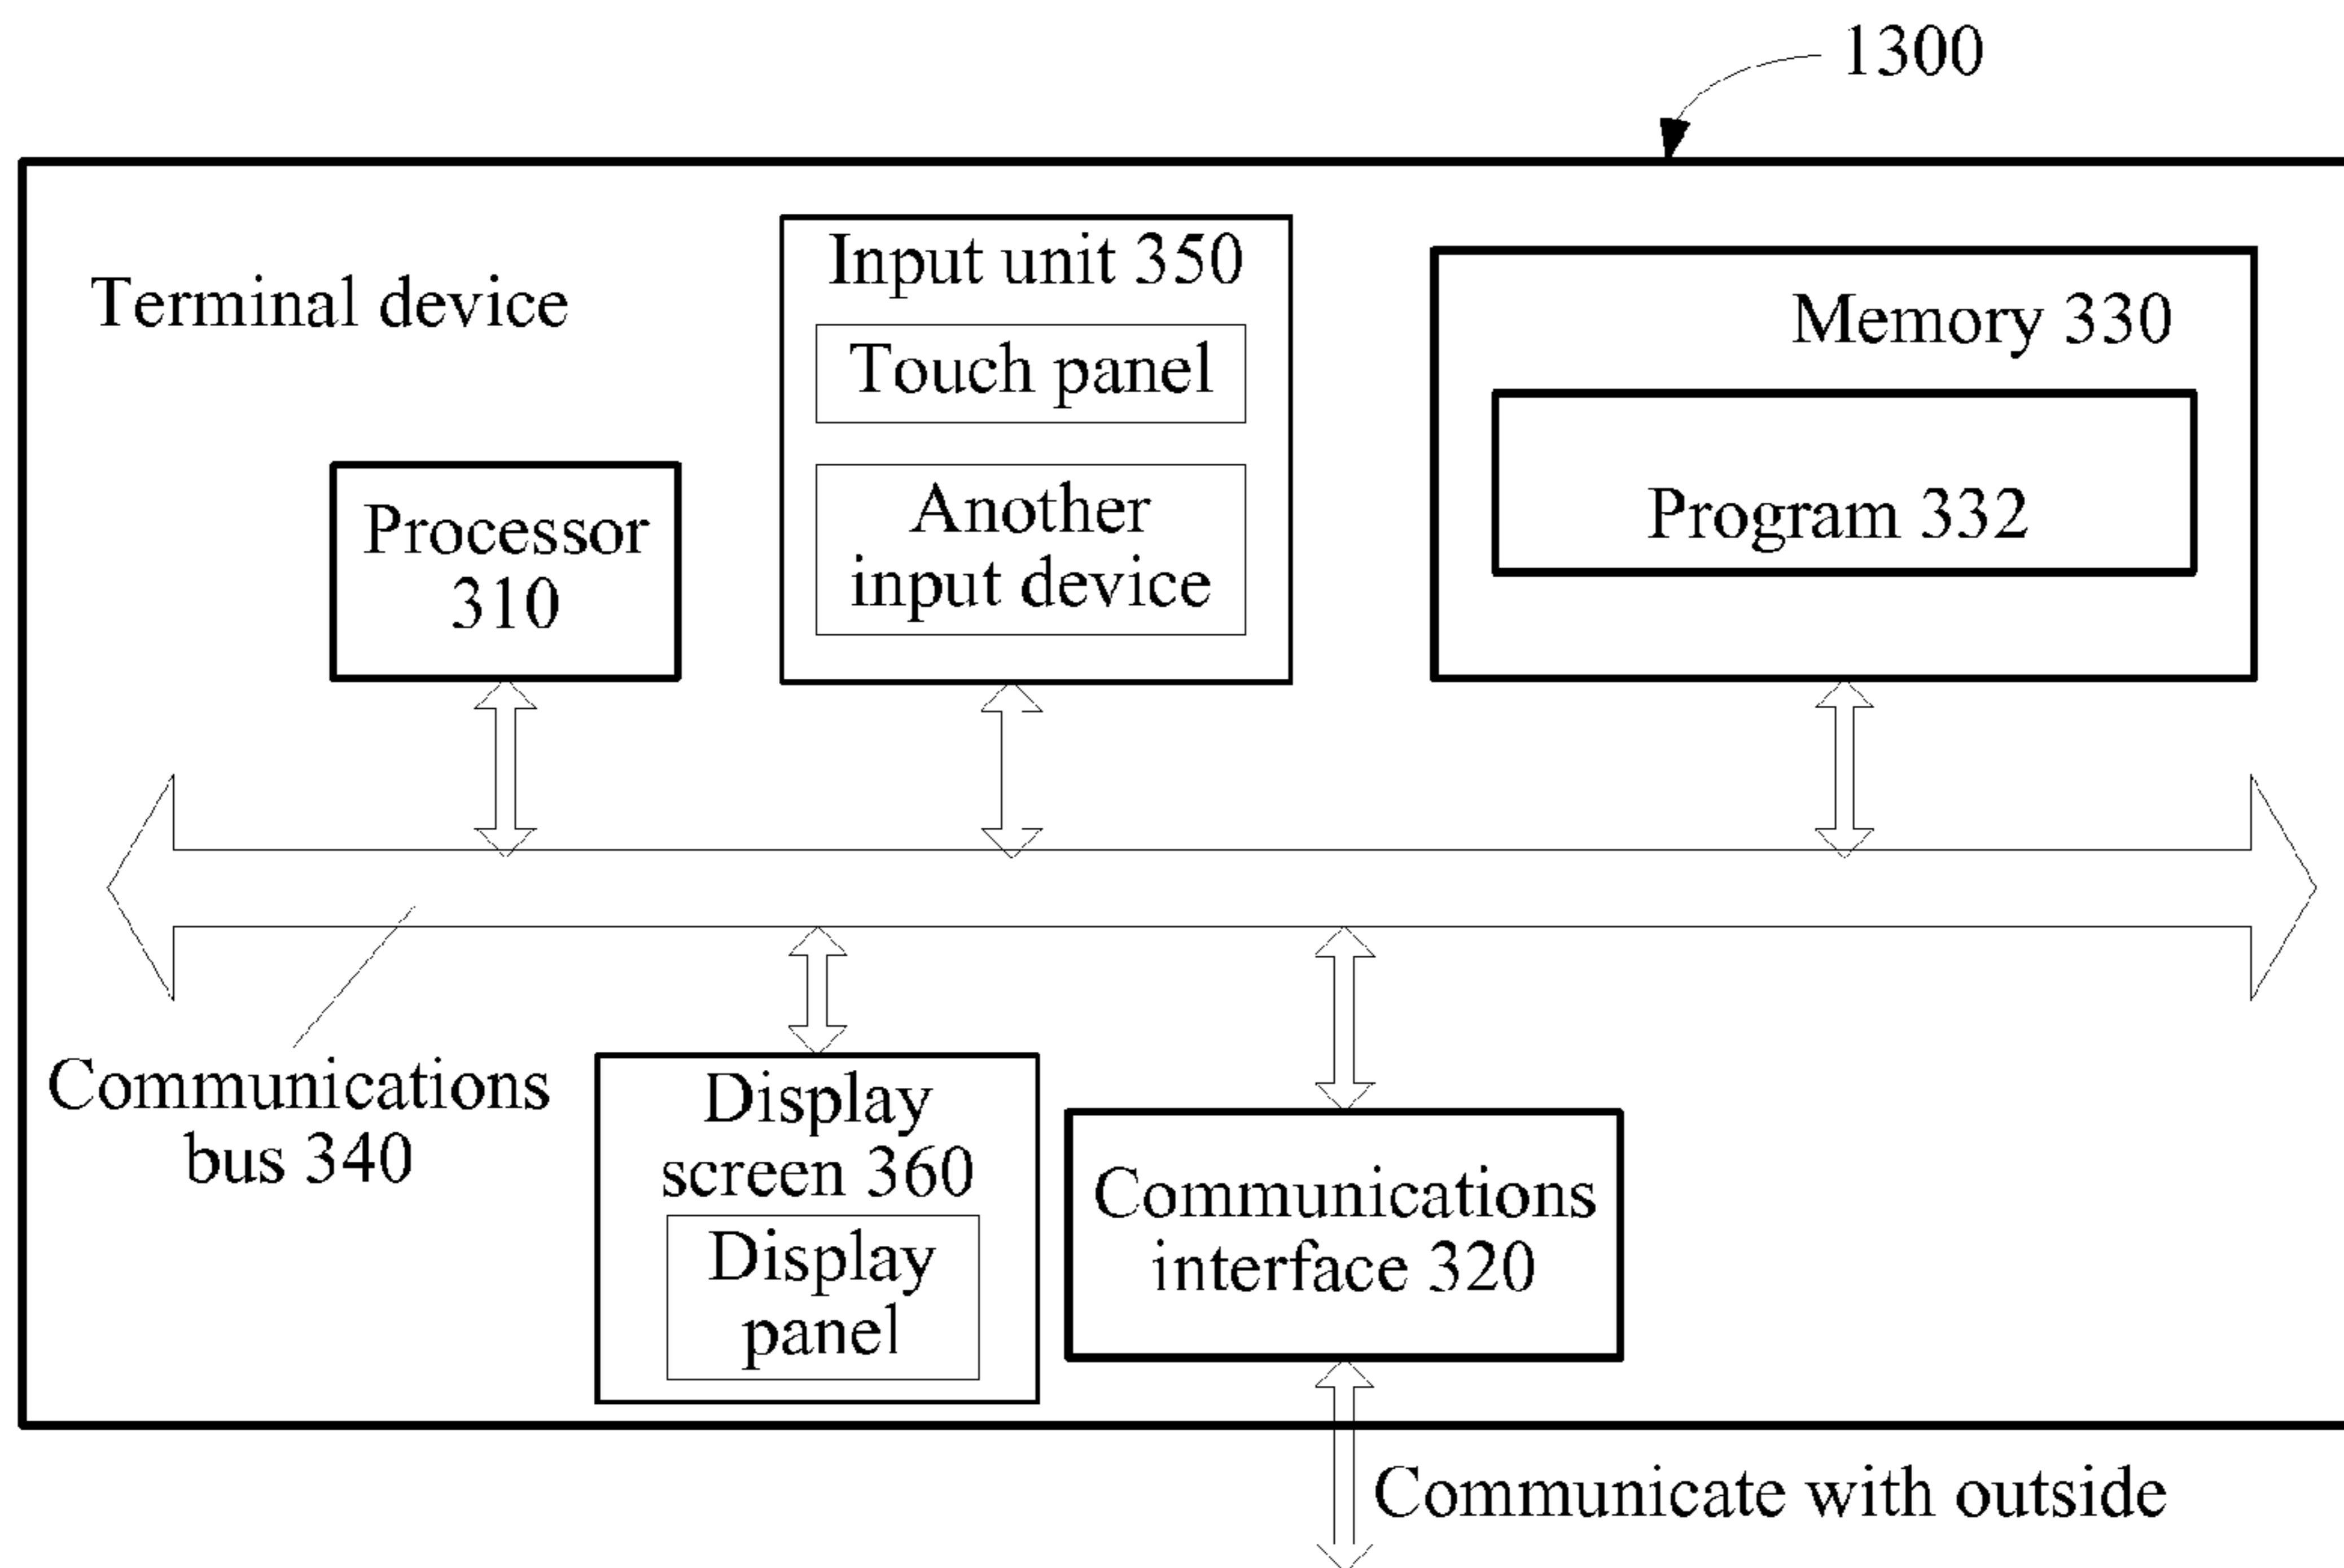 1300
Terminal device
Input unit 350
Touch panel
Another
input device
Memory 330
Program 332
Processor
310
Communications
bus 340
Display
screen 360
Display
panel
Communications
interface 320
Communicate with outside